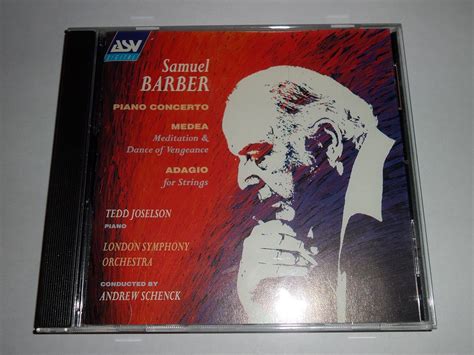 ASV
DIGITAL
Samuel
BARBER
PIANO CONCERTO
MEDEA
Meditation &
Dance of Vengeance
ADAGIO
for Strings
TEDD JOSELSON
PIANO
LONDON SYMPHONY
ORCHESTRA
CONDUCTED BY
ANDREW SCHENCK